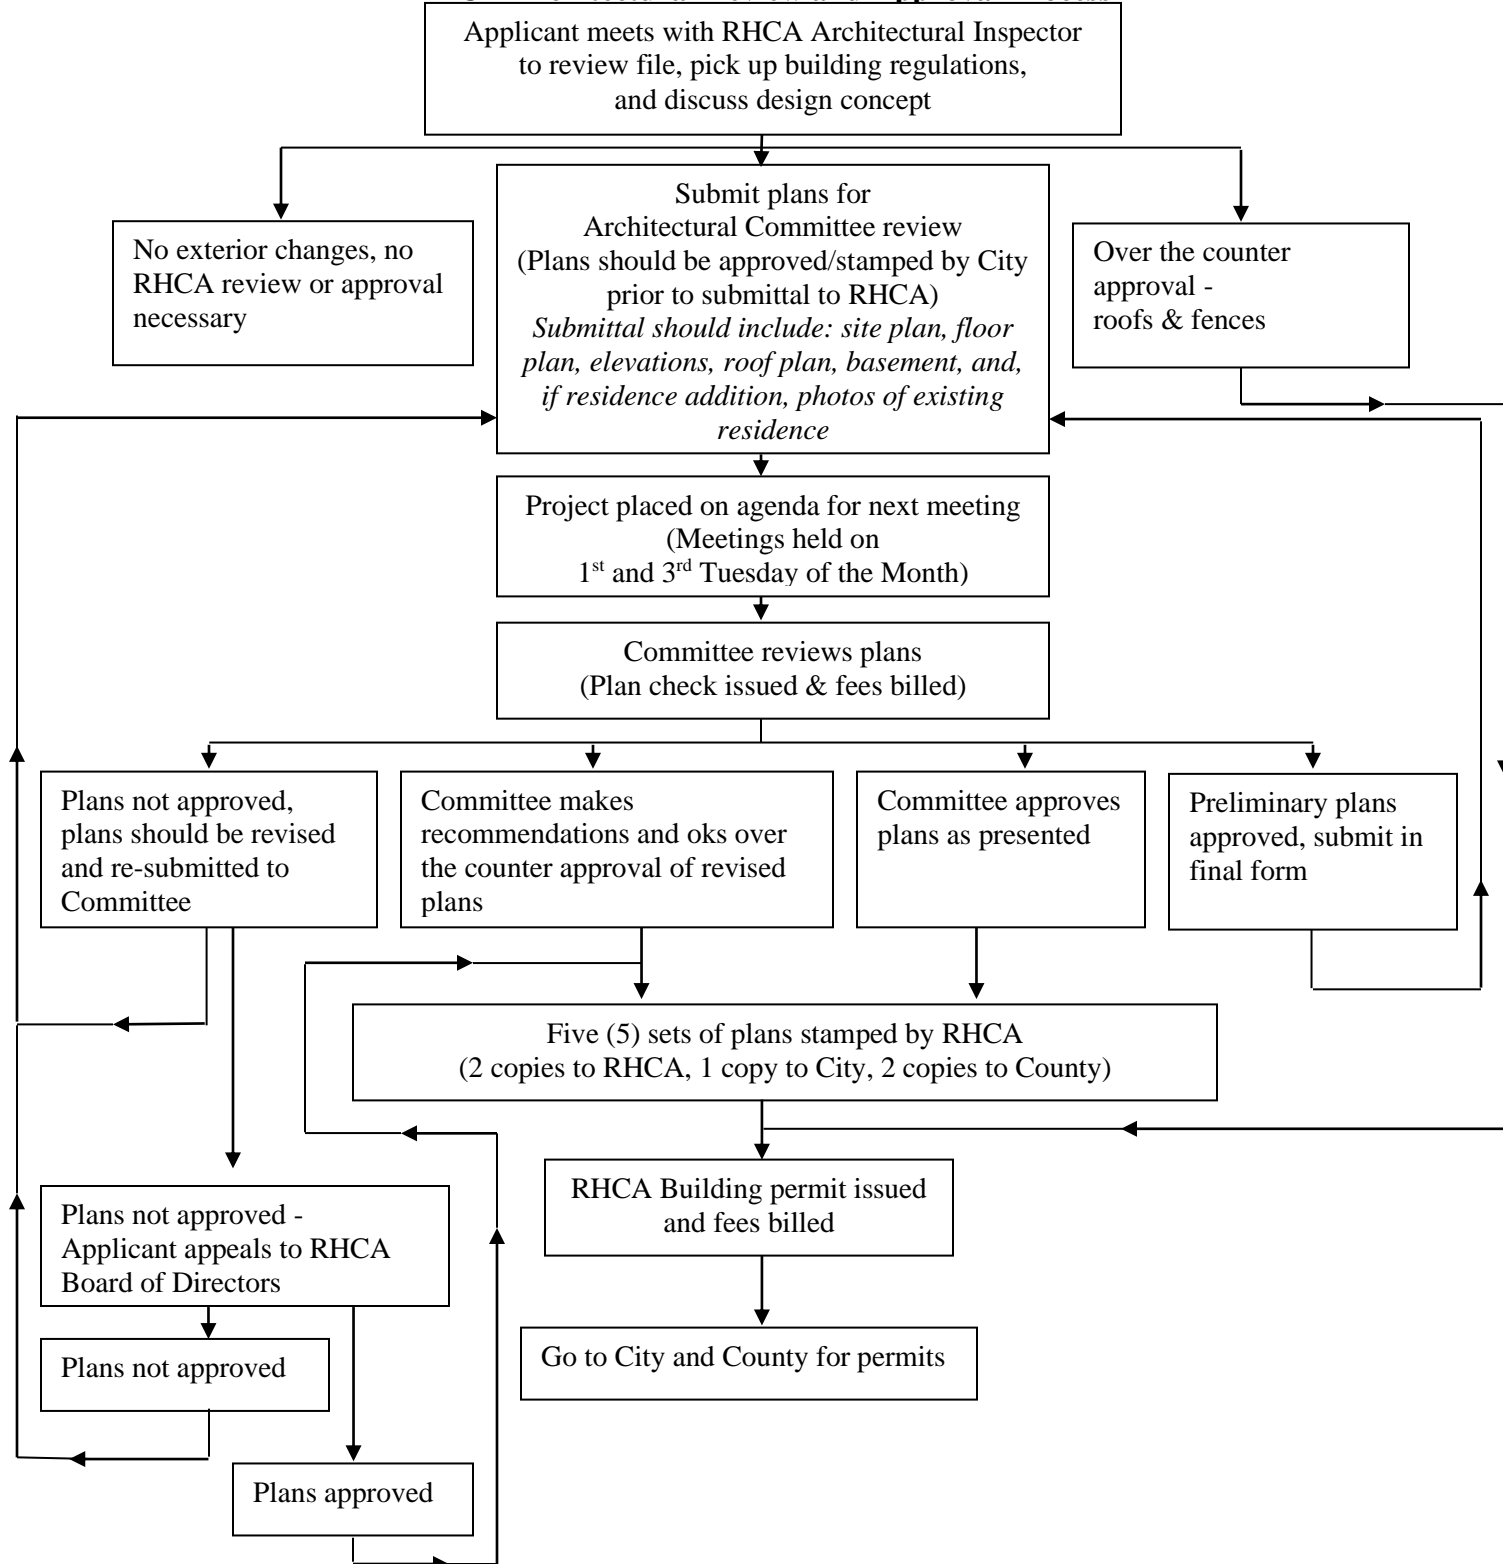 Applicant meets with RHCA Architectural Inspector
to review file, pick up building regulations,
and discuss design concept
No exterior changes, no
RHCA review or approval
necessary
Submit plans for
Architectural Committee review
(Plans should be approved/stamped by City
prior to submittal to RHCA)
Submittal should include: site plan, floor
plan, elevations, roof plan, basement, and,
if residence addition, photos of existing
residence
Over the counter
approval -
roofs & fences
Project placed on agenda for next meeting
(Meetings held on
1st and 3rd Tuesday of the Month)
Committee reviews plans
(Plan check issued & fees billed)
Plans not approved,
plans should be revised
and re-submitted to
Committee
Committee makes
recommendations and oks over
the counter approval of revised
plans
Committee approves
plans as presented
Preliminary plans
approved, submit in
final form
Five (5) sets of plans stamped by RHCA
(2 copies to RHCA, 1 copy to City, 2 copies to County)
RHCA Building permit issued
and fees billed
Plans not approved -
Applicant appeals to RHCA
Board of Directors
Go to City and County for permits
Plans not approved
Plans approved